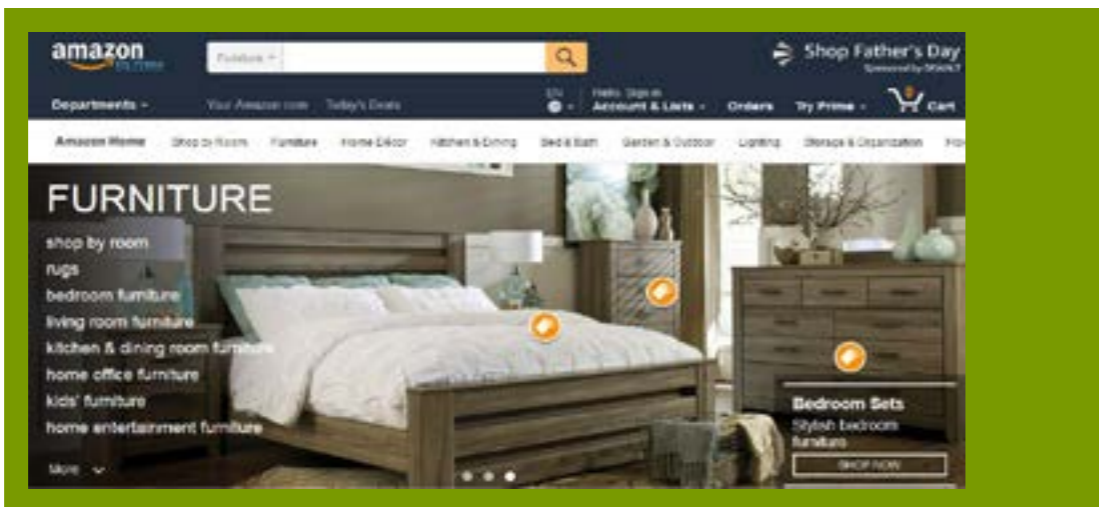 amazon
Furniture
Shop Father's Day
Departments
Your Amazon.com Today's Deals
EN Hello. Sign in
Account & Lists Orders Try Prime 0 Cart
Amazon Home Shop by Room Furniture Home Décor Kitchen & Dining Bed & Bath Garden & Outdoor Lighting Storage & Organization
FURNITURE
shop by room
rugs
bedroom furniture
living room furniture
kitchen & dining room furniture
home office furniture
kids' furniture
home entertainment furniture
More
Bedroom Sets
Stylish bedroom
furniture
SHOP NOW